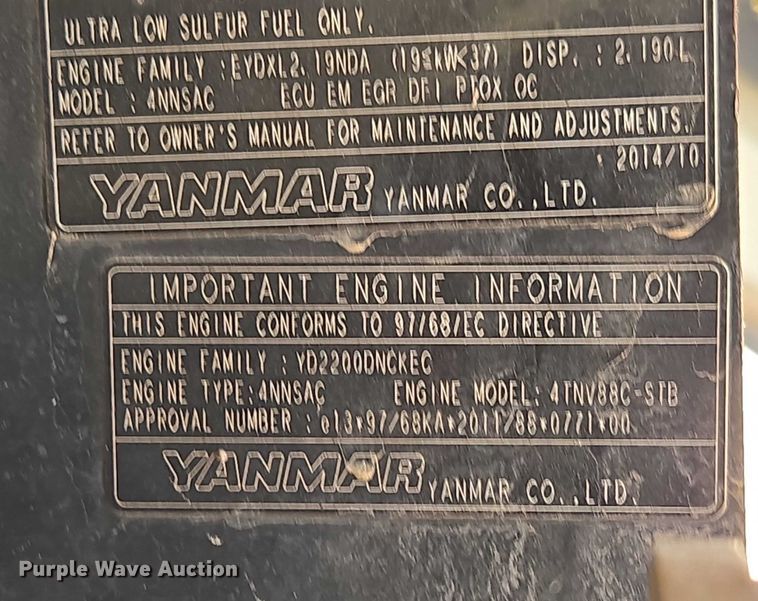 ULTRA LOW SULFUR FUEL ONLY.
ENGINE FAMILY :EYDXL2.19NDA (19≤kW<37) DISP. : 2.190L
MODEL : 4NNSAC ECU EM EGR DFI PTOX OC
REFER TO OWNER'S MANUAL FOR MAINTENANCE AND ADJUSTMENTS.
: 2014/10
YANMAR YANMAR CO.,LTD.
IMPORTANT ENGINE INFORMATION
THIS ENGINE CONFORMS TO 97/68/EC DIRECTIVE
ENGINE FAMILY : YD2200DNCKEC
ENGINE TYPE:4NNSAC ENGINE MODEL: 4TNV88C-STB
APPROVAL NUMBER : e13*97/68KA*2011/88*0771*00
YANMAR YANMAR CO.,LTD.
Purple Wave Auction